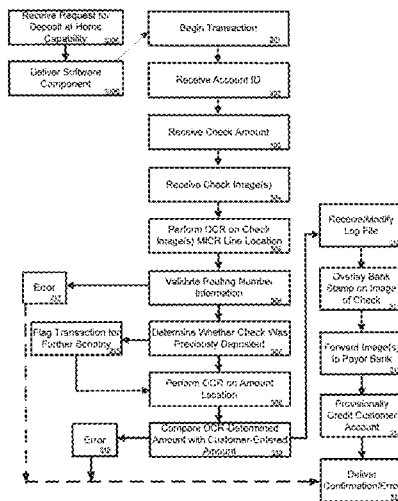 Receive Request for
Deposit at Home
Capability
Deliver Software
Component
Begin Transaction
Receive Account ID
Receive Check Amount
Receive Check Image(s)
Perform OCR on Check
Image(s) MICR Line Location
Validate Routing Number
Information
Error
Determine Whether Check Was
Previously Deposited
Flag Transaction for
Further Scrutiny
Perform OCR on Amount
Location
Compare OCR Determined
Amount with Customer-Entered
Amount
Error
Receive/Modify
Log File
Overlay Bank
Stamp on Image
of Check
Forward Image(s)
to Payor Bank
Provisionally
Credit Customer
Account
Deliver
Confirmation/Error